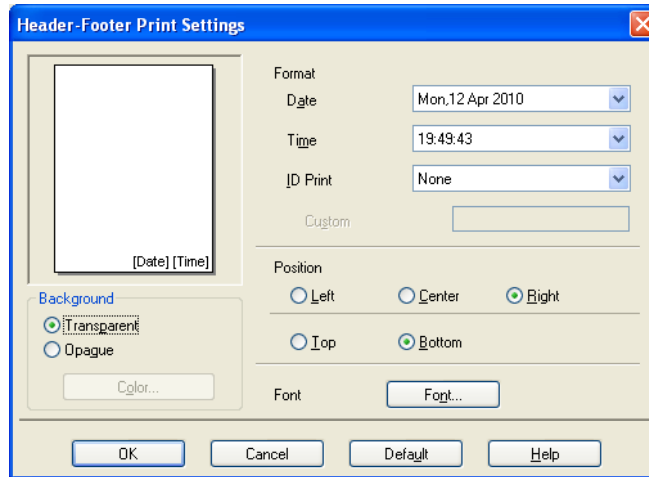 Header-Footer Print Settings
[Date] [Time]
Background
Transparent
Opague
Color...
Format
Date
Mon,12 Apr 2010
Time
19:49:43
ID Print
None
Custom
Position
Left
Center
Right
Top
Bottom
Font
Font...
OK
Cancel
Default
Help